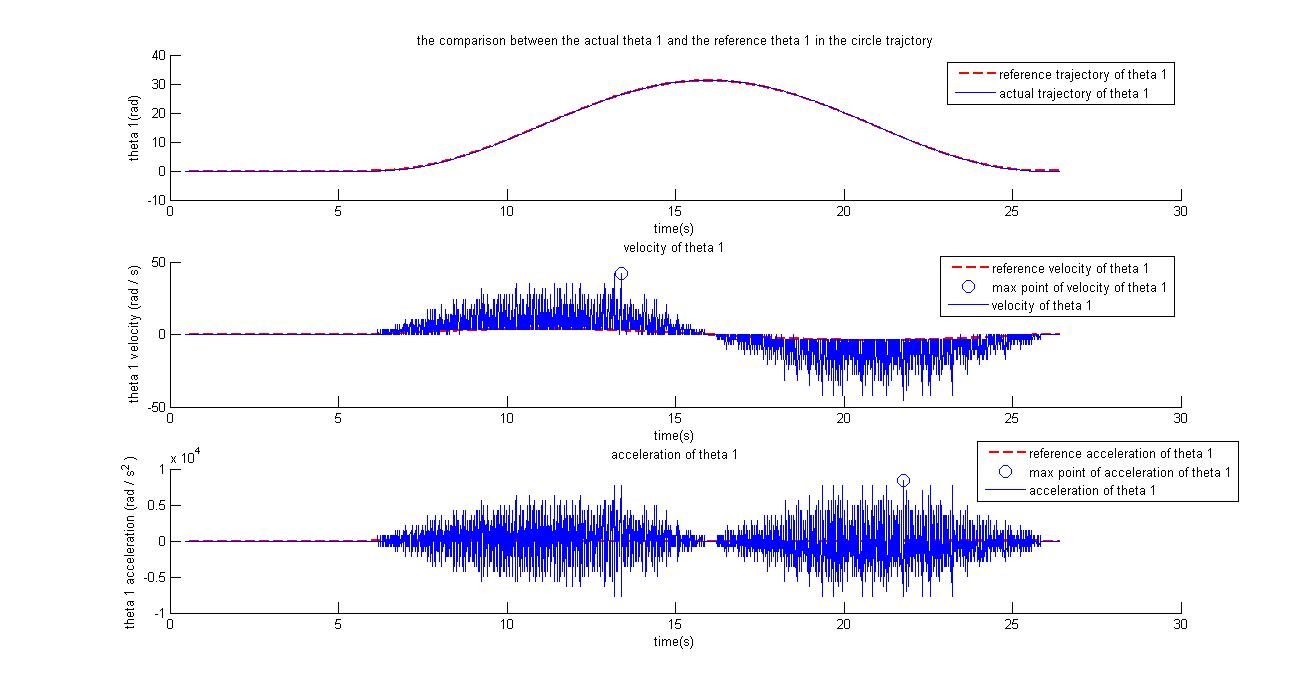 the comparison between the actual theta 1 and the reference theta 1 in the circle trajctory
40
30
20
10
0
-10
theta 1(rad)
reference trajectory of theta 1
actual trajectory of theta 1
0 5 10 15 20 25 30
time(s)
velocity of theta 1
50
0
-50
theta 1 velocity (rad / s)
reference velocity of theta 1
max point of velocity of theta 1
velocity of theta 1
0 5 10 15 20 25 30
time(s)
acceleration of theta 1
x 10^4
1
0.5
0
-0.5
-1
theta 1 acceleration (rad / s^2 )
reference acceleration of theta 1
max point of acceleration of theta 1
acceleration of theta 1
0 5 10 15 20 25 30
time(s)